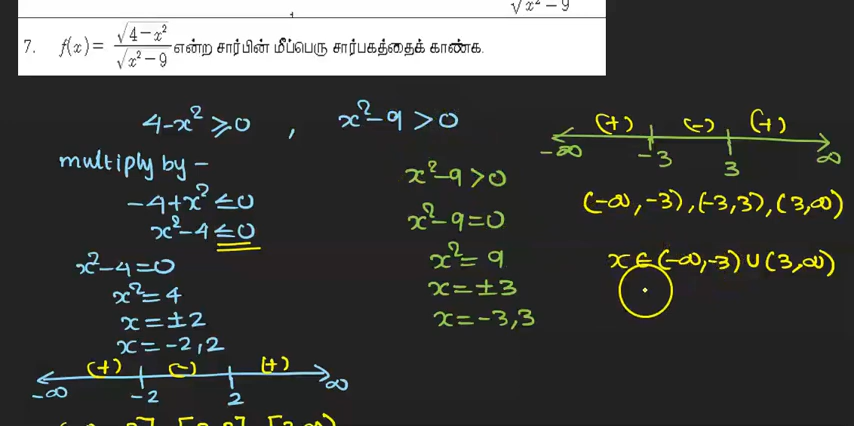 √x² − 9
7. f(x) = √4 − x² / √x² − 9 என்ற சார்பின் மீப்பெரு சார்பகத்தைக் காண்க.
4−x² ≥ 0 , x²−9 > 0
multiply by −
−4+x² ≤ 0
x²−4 ≤ 0
x²−4 = 0
x² = 4
x = ±2
x = −2, 2
(+) (−) (+)
−∞ −2 2 ∞
x²−9 > 0
x²−9 = 0
x² = 9
x = ±3
x = −3, 3
(+) (−) (+)
−∞ −3 3 ∞
(−∞, −3), (−3, 3), (3, ∞)
x ∈ (−∞, −3) ∪ (3, ∞)